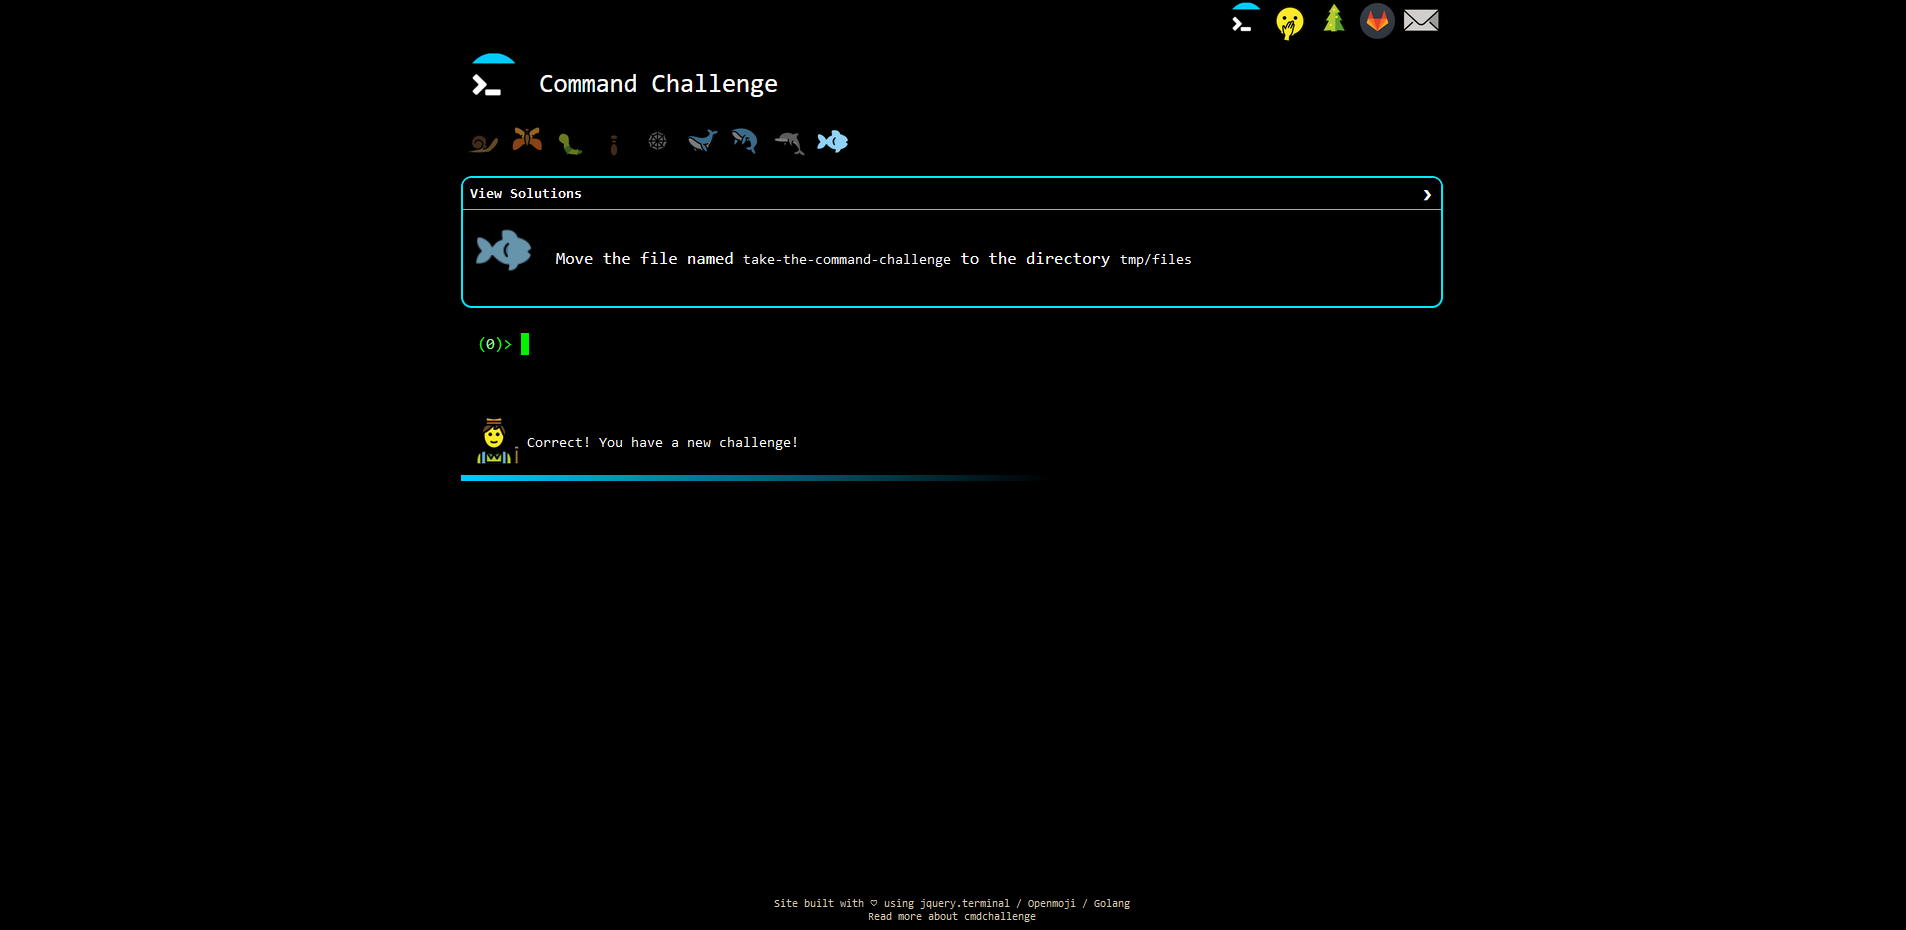 Command Challenge
View Solutions
Move the file named take-the-command-challenge to the directory tmp/files
(0)>
Correct! You have a new challenge!
Site built with ♡ using jquery.terminal / Openmoji / Golang
Read more about cmdchallenge